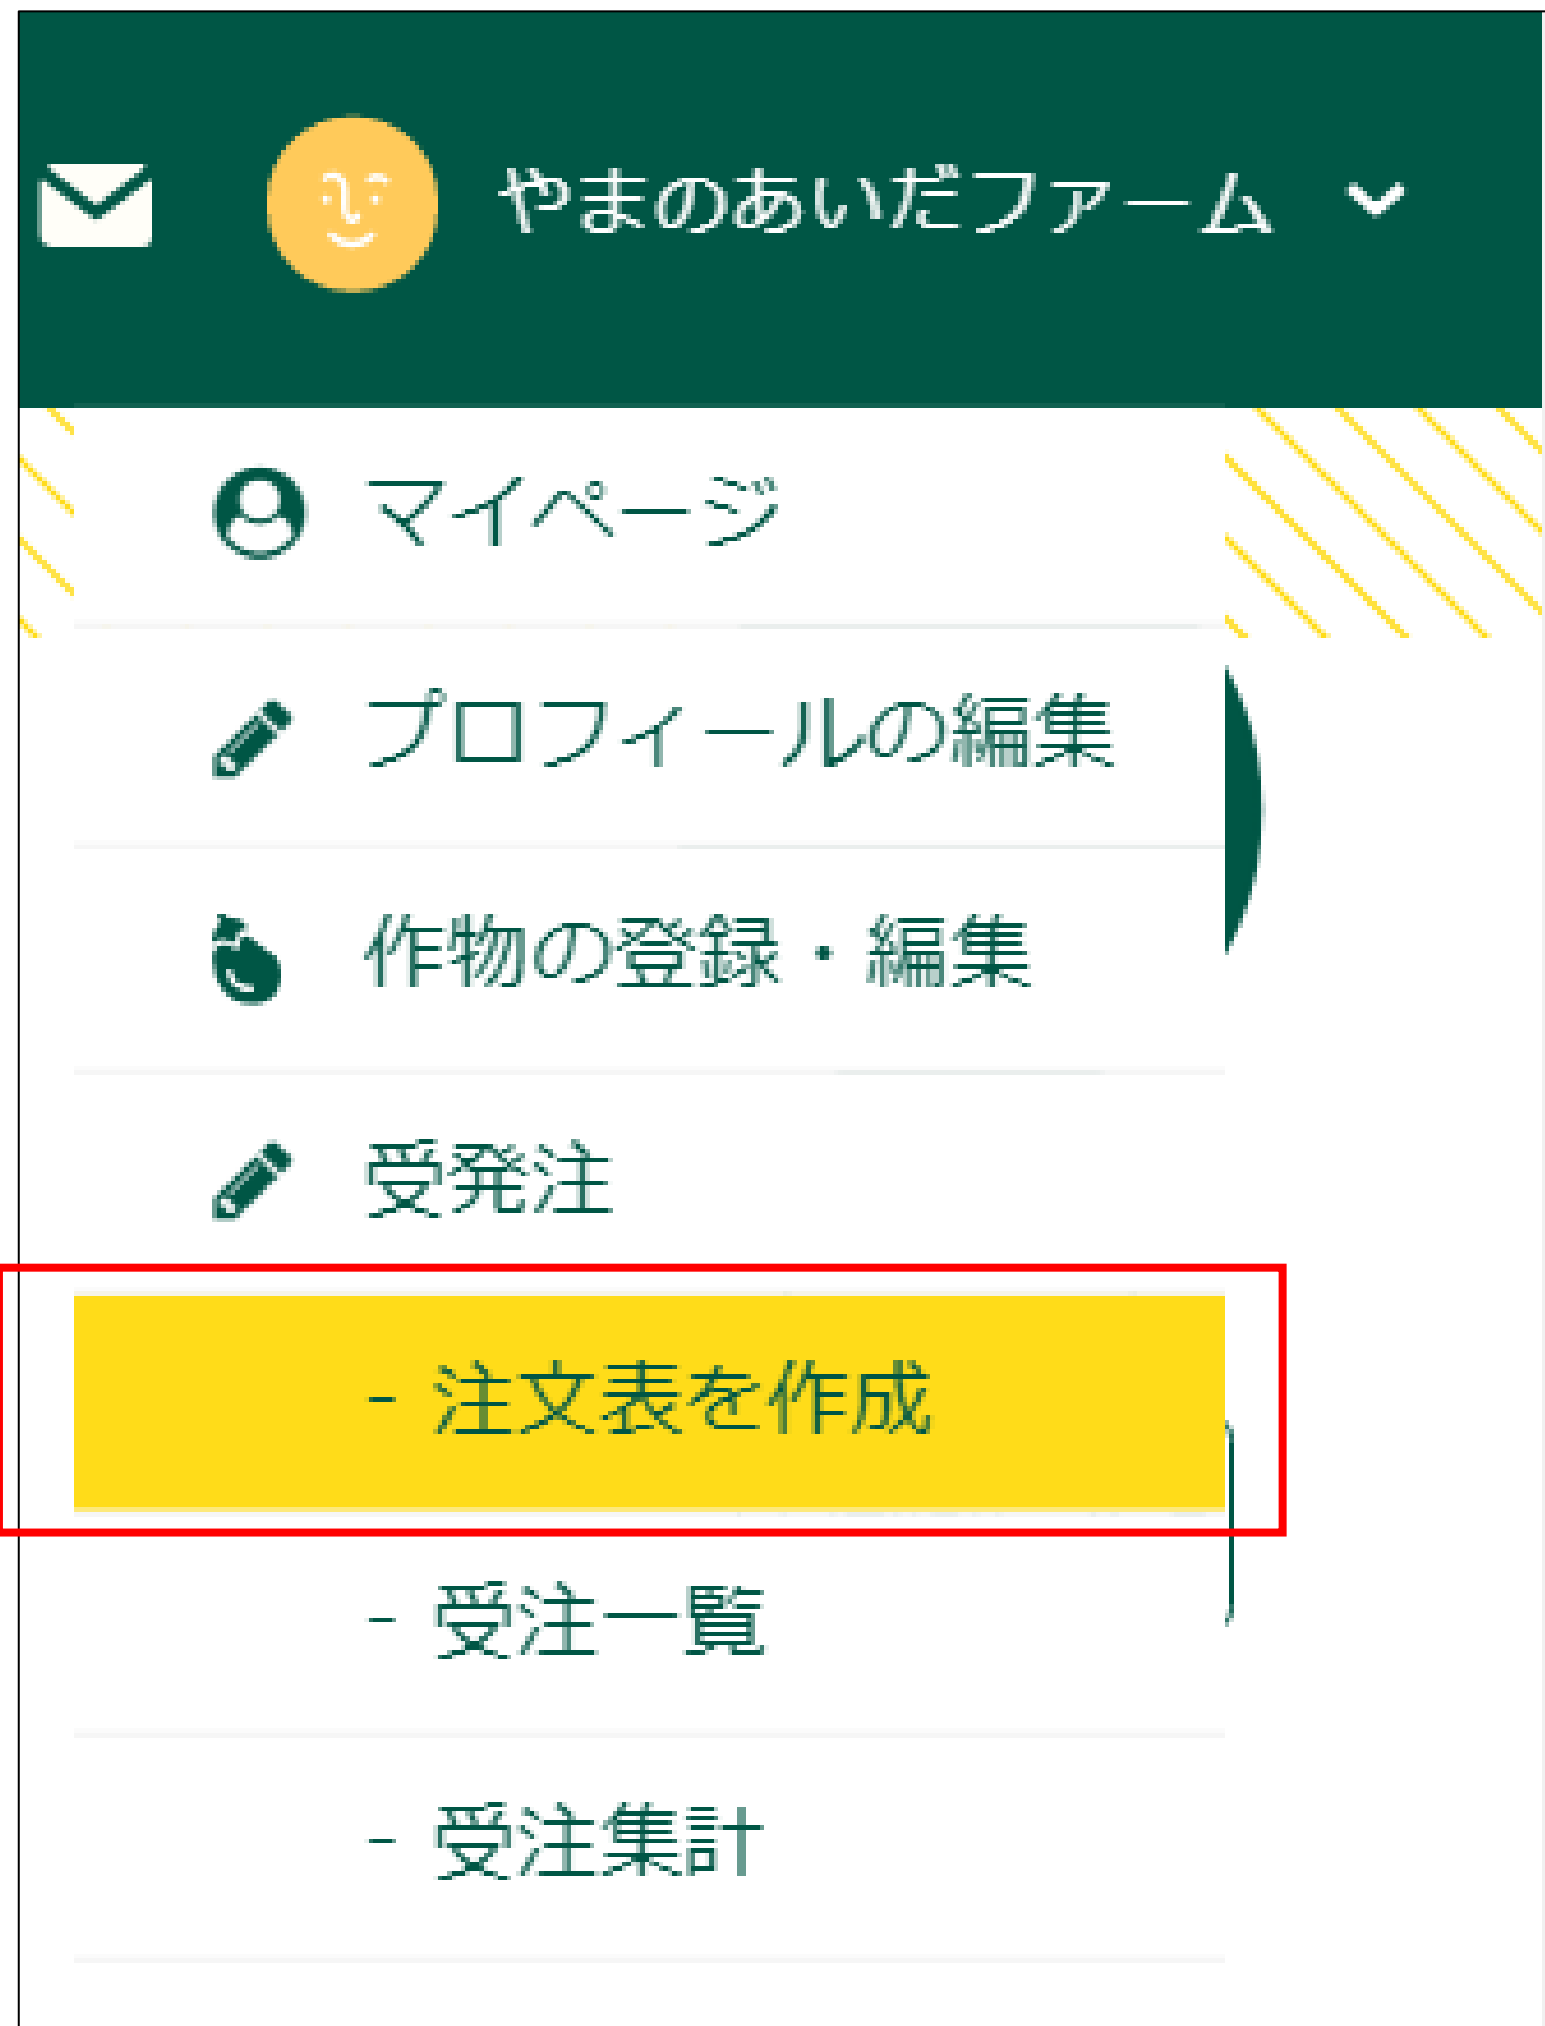 やまのあいだファーム
マイページ
プロフィールの編集
作物の登録・編集
受発注
- 注文表を作成
- 受注一覧
- 受注集計